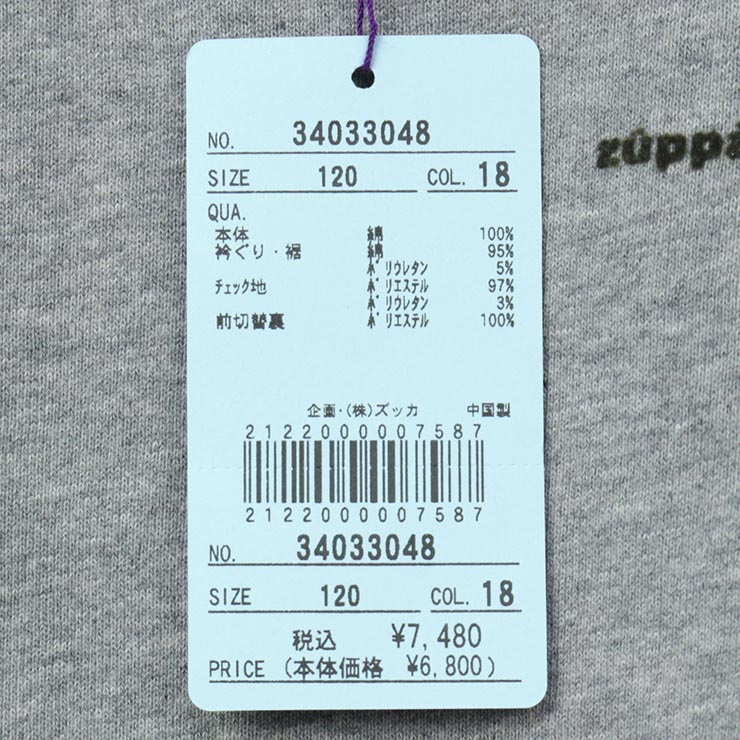 NO. 34033048
zûppà
SIZE 120 COL. 18
QUA.
本体 綿 100%
衿ぐり・裾 綿 95%
ポリウレタン 5%
チェック地 ポリエステル 97%
ポリウレタン 3%
前切替裏 ポリエステル 100%
企画・(株)ズッカ 中国製
2122000007587
2122000007587
NO. 34033048
SIZE 120 COL. 18
税込 ¥7,480
PRICE (本体価格 ¥6,800)